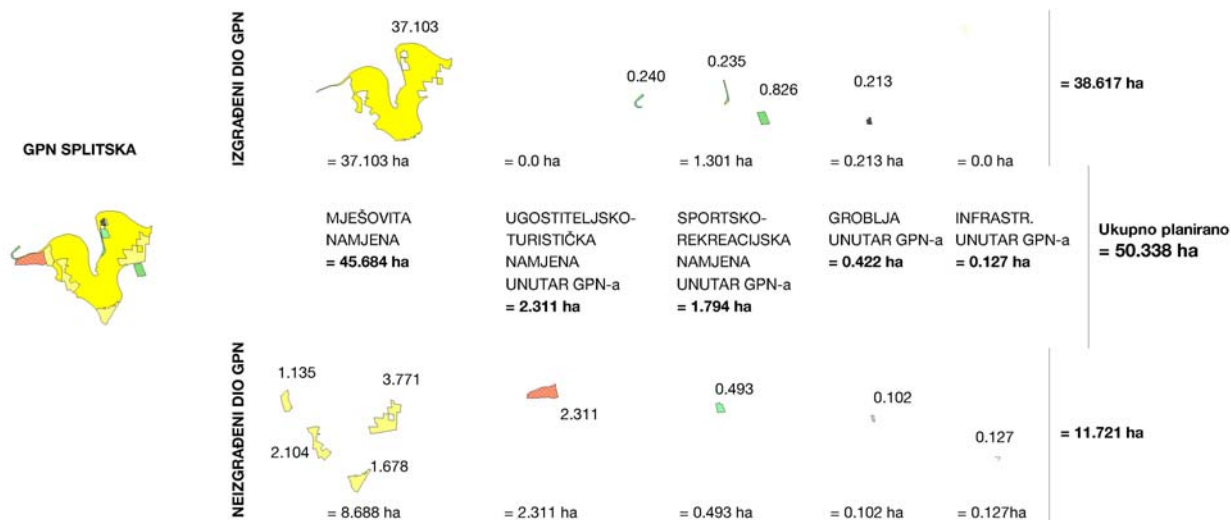 IZGRAĐENI DIO GPN
37.103
0.240
0.235
0.826
0.213
= 38.617 ha
= 37.103 ha
= 0.0 ha
= 1.301 ha
= 0.213 ha
= 0.0 ha
GPN SPLITSKA
MJEŠOVITA
NAMJENA
= 45.684 ha
UGOSTITELJSKO-
TURISTIČKA
NAMJENA
UNUTAR GPN-a
= 2.311 ha
SPORTSKO-
REKREACIJSKA
NAMJENA
UNUTAR GPN-a
= 1.794 ha
GROBLJA
UNUTAR GPN-a
= 0.422 ha
INFRASTR.
UNUTAR GPN-a
= 0.127 ha
Ukupno planirano
= 50.338 ha
NEIZGRAĐENI DIO GPN
1.135
3.771
2.104
1.678
2.311
0.493
0.102
0.127
= 11.721 ha
= 8.688 ha
= 2.311 ha
= 0.493 ha
= 0.102 ha
= 0.127ha